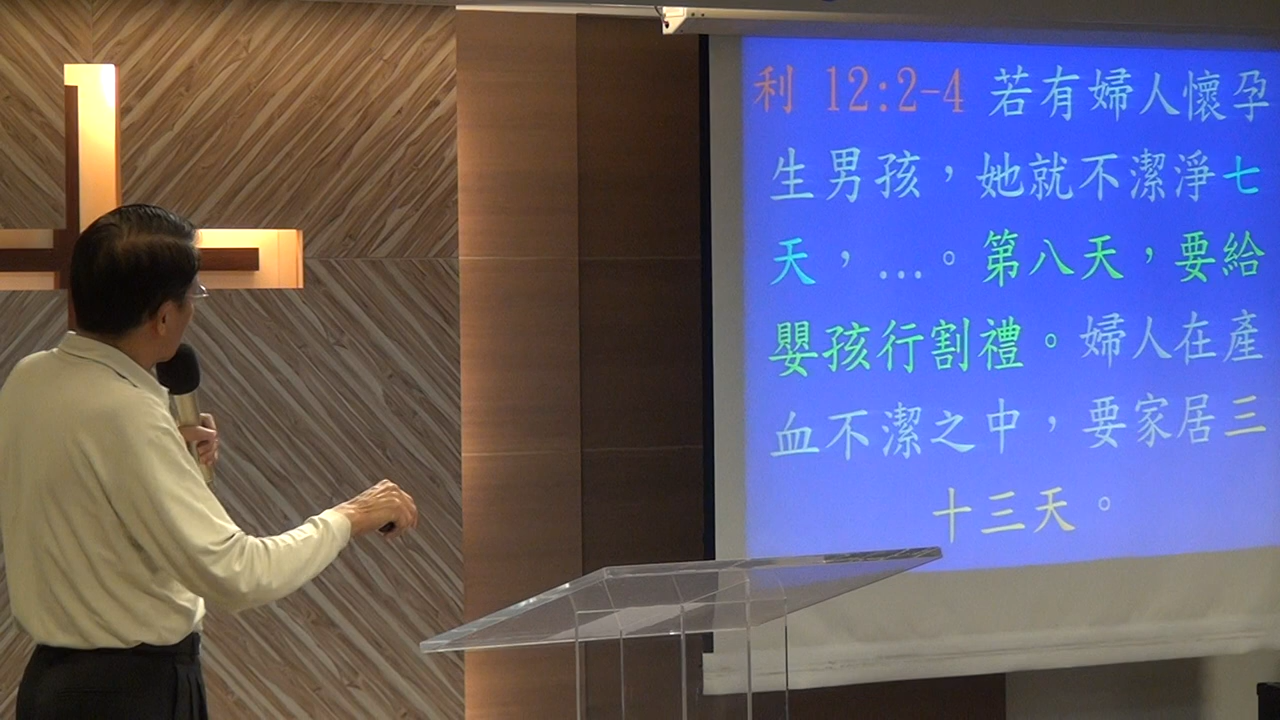 利 12:2-4 若有婦人懷孕
生男孩，她就不潔淨七
天，...。第八天，要給
嬰孩行割禮。婦人在產
血不潔之中，要家居三
十三天。